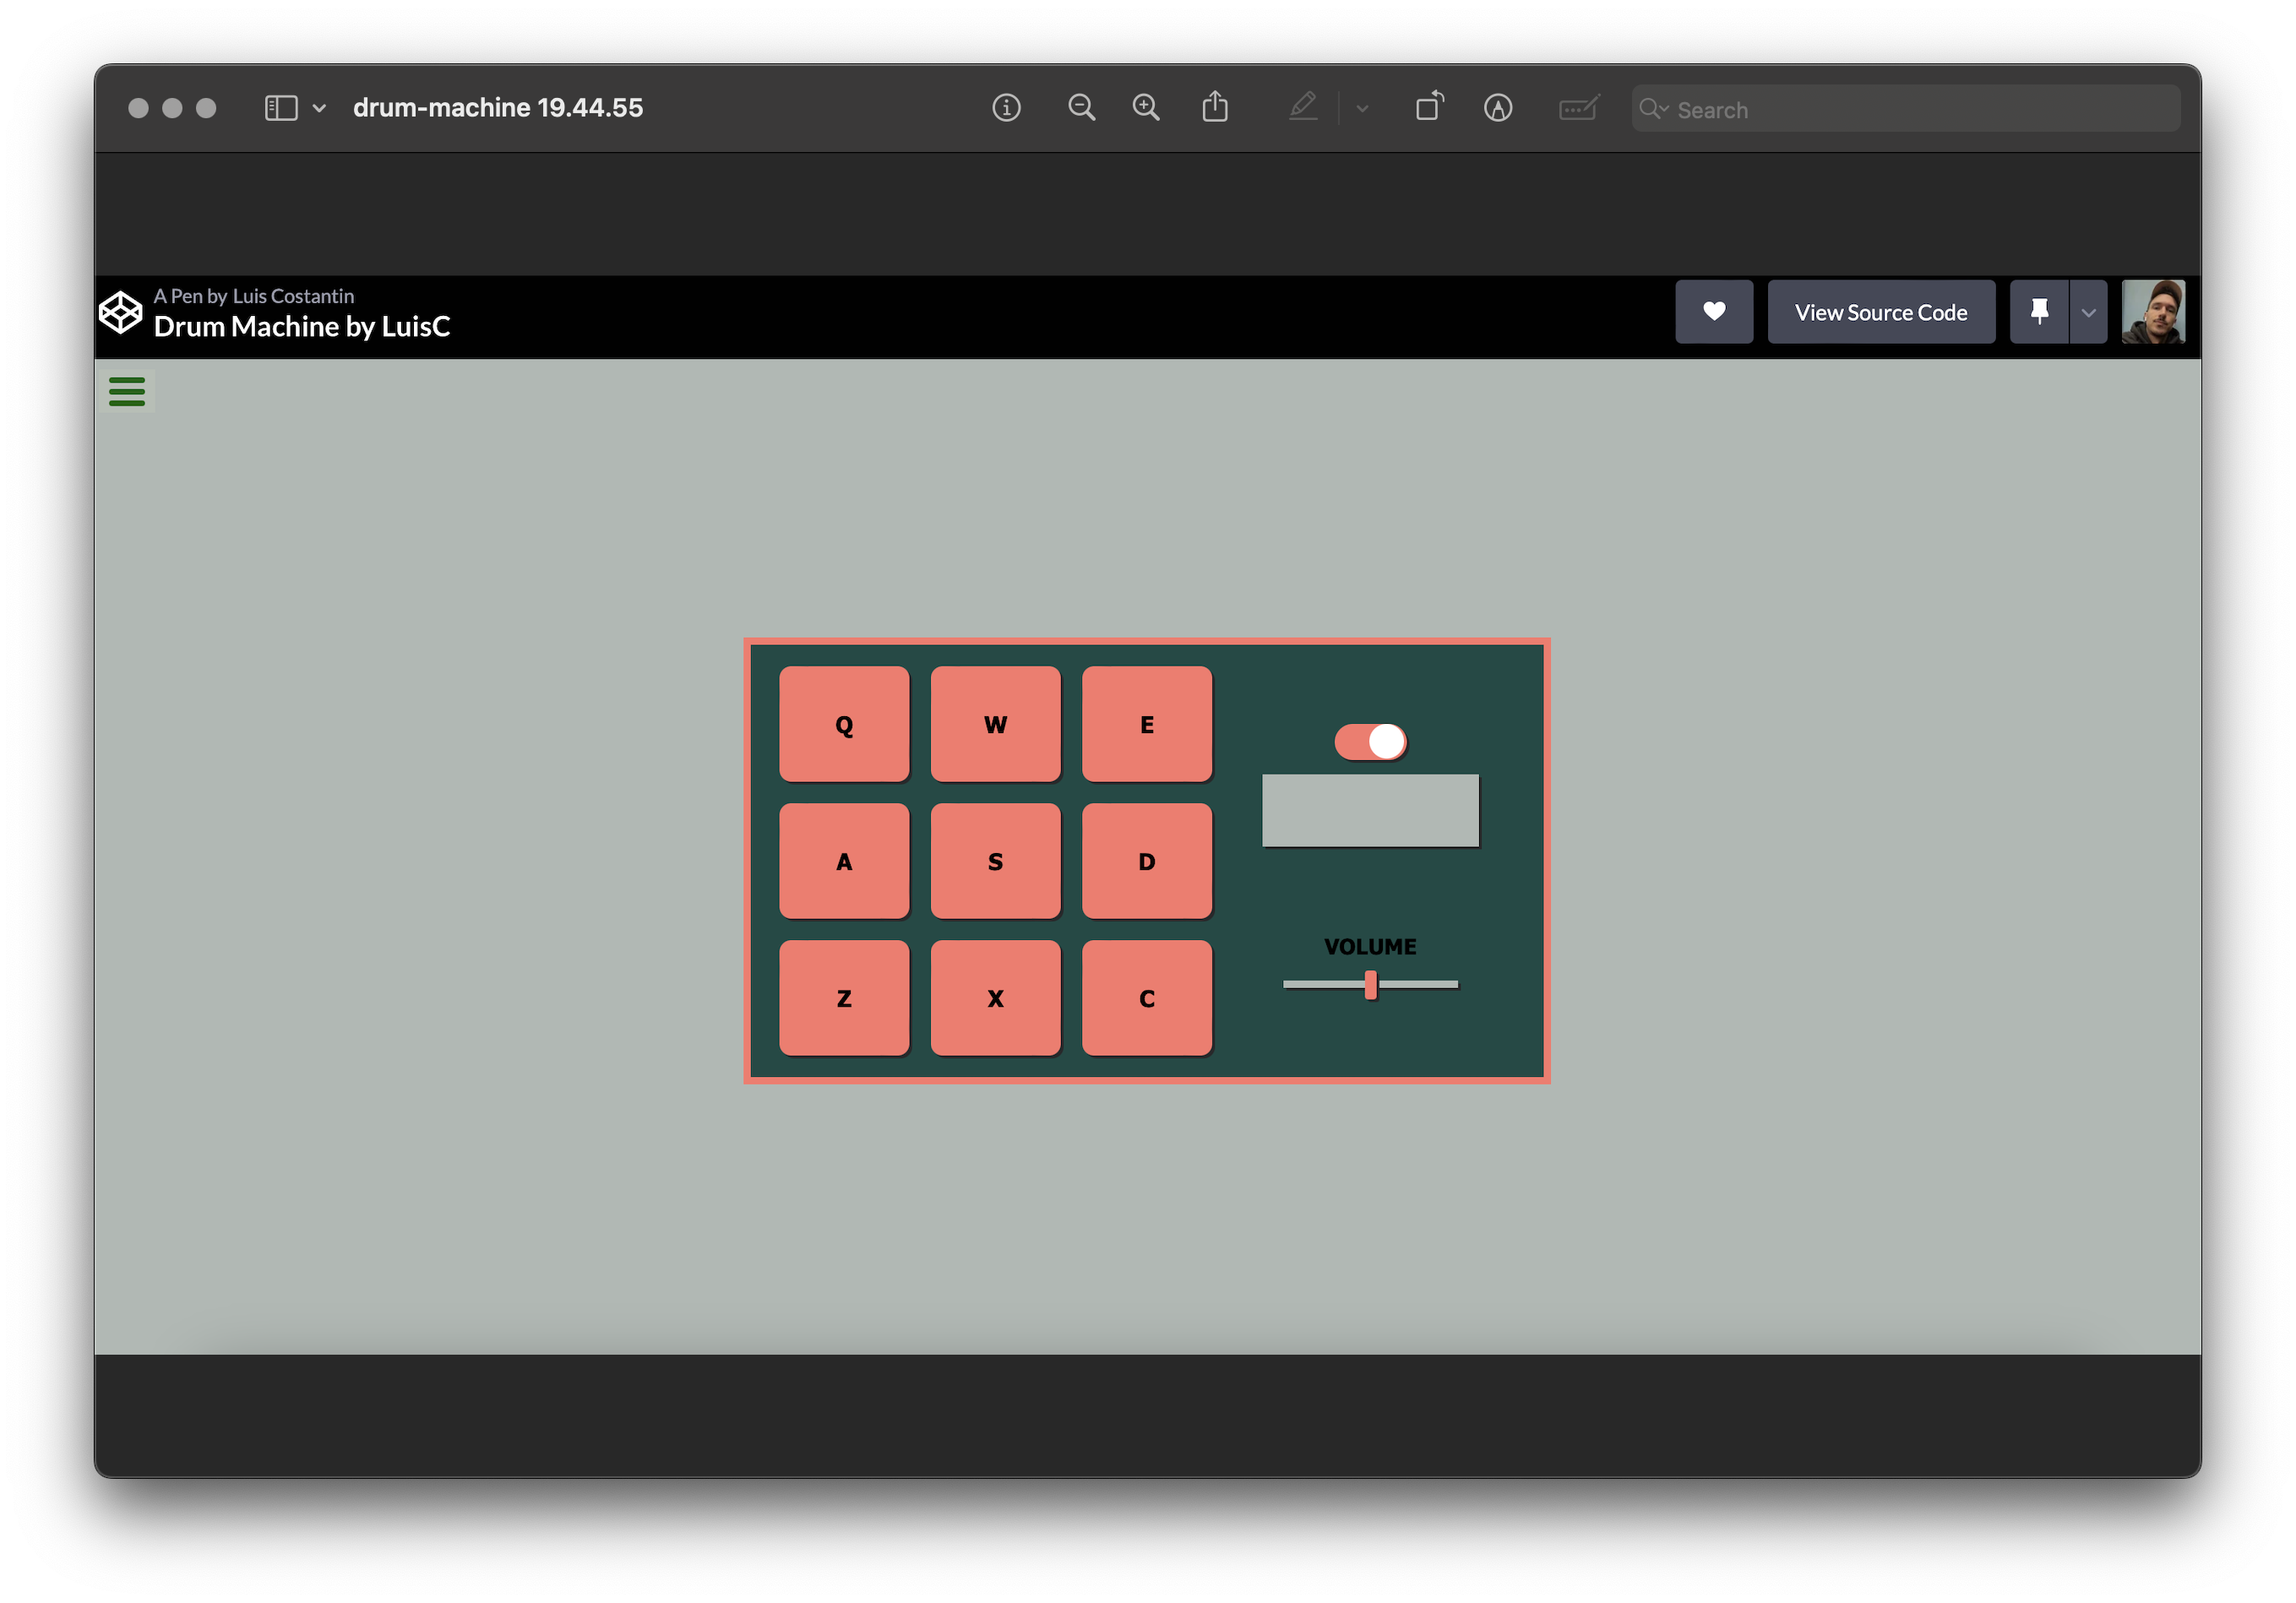 drum-machine 19.44.55
Search
A Pen by Luis Costantin
Drum Machine by LuisC
View Source Code
Q W E
A S D
VOLUME
Z X C